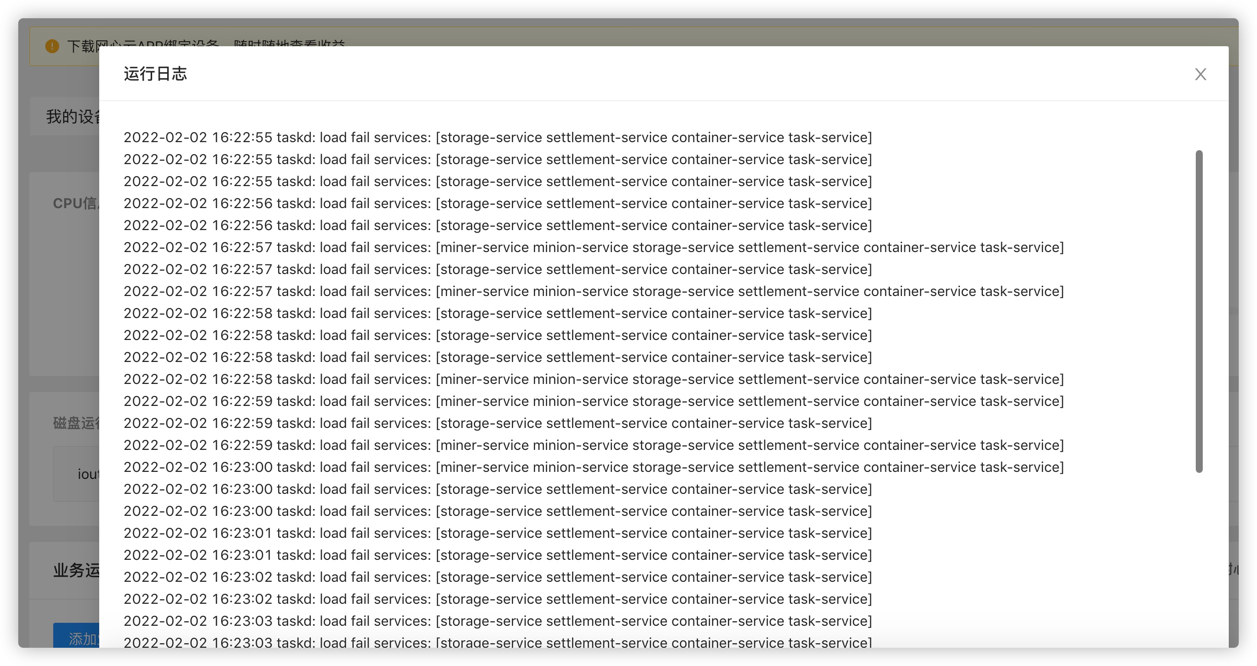 下载网心云APP绑定设备，随时随地查看收益
运行日志
我的设备
2022-02-02 16:22:55 taskd: load fail services: [storage-service settlement-service container-service task-service]
2022-02-02 16:22:55 taskd: load fail services: [storage-service settlement-service container-service task-service]
2022-02-02 16:22:55 taskd: load fail services: [storage-service settlement-service container-service task-service]
CPU信
2022-02-02 16:22:56 taskd: load fail services: [storage-service settlement-service container-service task-service]
2022-02-02 16:22:56 taskd: load fail services: [storage-service settlement-service container-service task-service]
2022-02-02 16:22:57 taskd: load fail services: [miner-service minion-service storage-service settlement-service container-service task-service]
2022-02-02 16:22:57 taskd: load fail services: [storage-service settlement-service container-service task-service]
2022-02-02 16:22:57 taskd: load fail services: [miner-service minion-service storage-service settlement-service container-service task-service]
2022-02-02 16:22:58 taskd: load fail services: [storage-service settlement-service container-service task-service]
2022-02-02 16:22:58 taskd: load fail services: [storage-service settlement-service container-service task-service]
2022-02-02 16:22:58 taskd: load fail services: [storage-service settlement-service container-service task-service]
2022-02-02 16:22:58 taskd: load fail services: [miner-service minion-service storage-service settlement-service container-service task-service]
2022-02-02 16:22:59 taskd: load fail services: [miner-service minion-service storage-service settlement-service container-service task-service]
磁盘运行
2022-02-02 16:22:59 taskd: load fail services: [storage-service settlement-service container-service task-service]
2022-02-02 16:22:59 taskd: load fail services: [miner-service minion-service storage-service settlement-service container-service task-service]
iout
2022-02-02 16:23:00 taskd: load fail services: [miner-service minion-service storage-service settlement-service container-service task-service]
2022-02-02 16:23:00 taskd: load fail services: [storage-service settlement-service container-service task-service]
2022-02-02 16:23:00 taskd: load fail services: [storage-service settlement-service container-service task-service]
2022-02-02 16:23:01 taskd: load fail services: [storage-service settlement-service container-service task-service]
2022-02-02 16:23:01 taskd: load fail services: [storage-service settlement-service container-service task-service]
业务运
2022-02-02 16:23:02 taskd: load fail services: [storage-service settlement-service container-service task-service]
2022-02-02 16:23:02 taskd: load fail services: [storage-service settlement-service container-service task-service]
2022-02-02 16:23:03 taskd: load fail services: [storage-service settlement-service container-service task-service]
添加
2022-02-02 16:23:03 taskd: load fail services: [storage-service settlement-service container-service task-service]